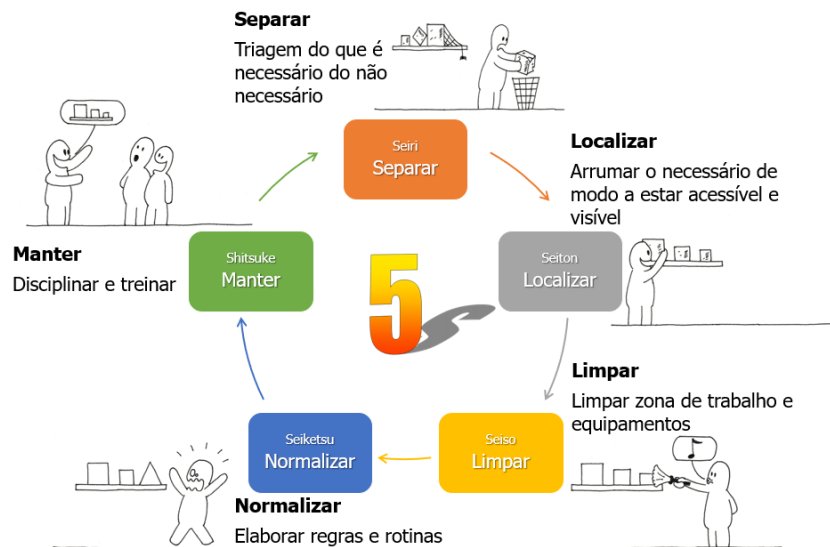 Separar
Triagem do que é
necessário do não
necessário
Seiri
Separar
Localizar
Arrumar o necessário de
modo a estar acessível e
visível
Manter
Disciplinar e treinar
Shitsuke
Manter
5
Seiton
Localizar
Limpar
Limpar zona de trabalho e
equipamentos
Seiketsu
Normalizar
Seiso
Limpar
Normalizar
Elaborar regras e rotinas